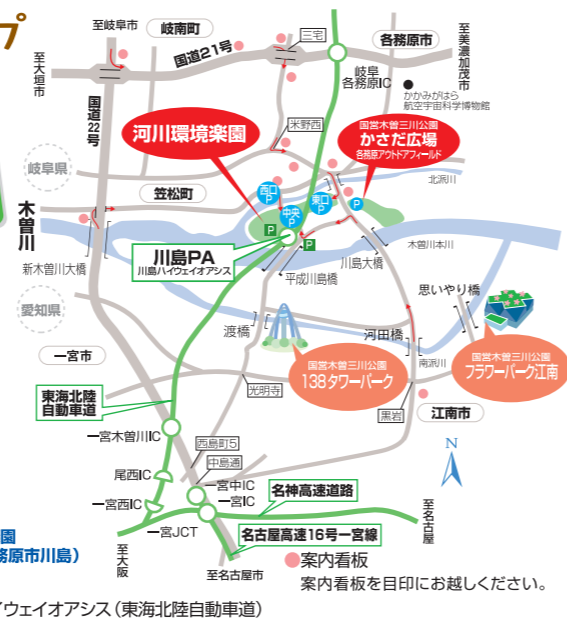 プ
至岐阜市
岐南町
国道21号
三宅
各務原市
至美濃加茂市
至大垣市
国道22号
岐阜
各務原IC
かかみがはら
航空宇宙科学博物館
河川環境楽園
米野西
国営木曽三川公園
かさだ広場
各務原アウトドアフィールド
岐阜県
笠松町
北派川
西口
P
中央
P
東口
P
P
P
P
木曽川
川島PA
川島ハイウェイオアシス
木曽川本川
新木曽川大橋
平成川島橋
川島大橋
思いやり橋
愛知県
渡橋
河田橋
南派川
一宮市
国営木曽三川公園
138タワーパーク
国営木曽三川公園
フラワーパーク江南
東海北陸
自動車道
光明寺
黒岩
江南市
一宮木曽川IC
西島町5
中島通
N
尾西IC
一宮中IC
一宮IC
一宮西IC
名神高速道路
一宮JCT
名古屋高速16号一宮線
至大阪
至名古屋市
至名古屋
園
務原市川島）
案内看板
案内看板を目印にお越しください。
ウェイオアシス（東海北陸自動車道）